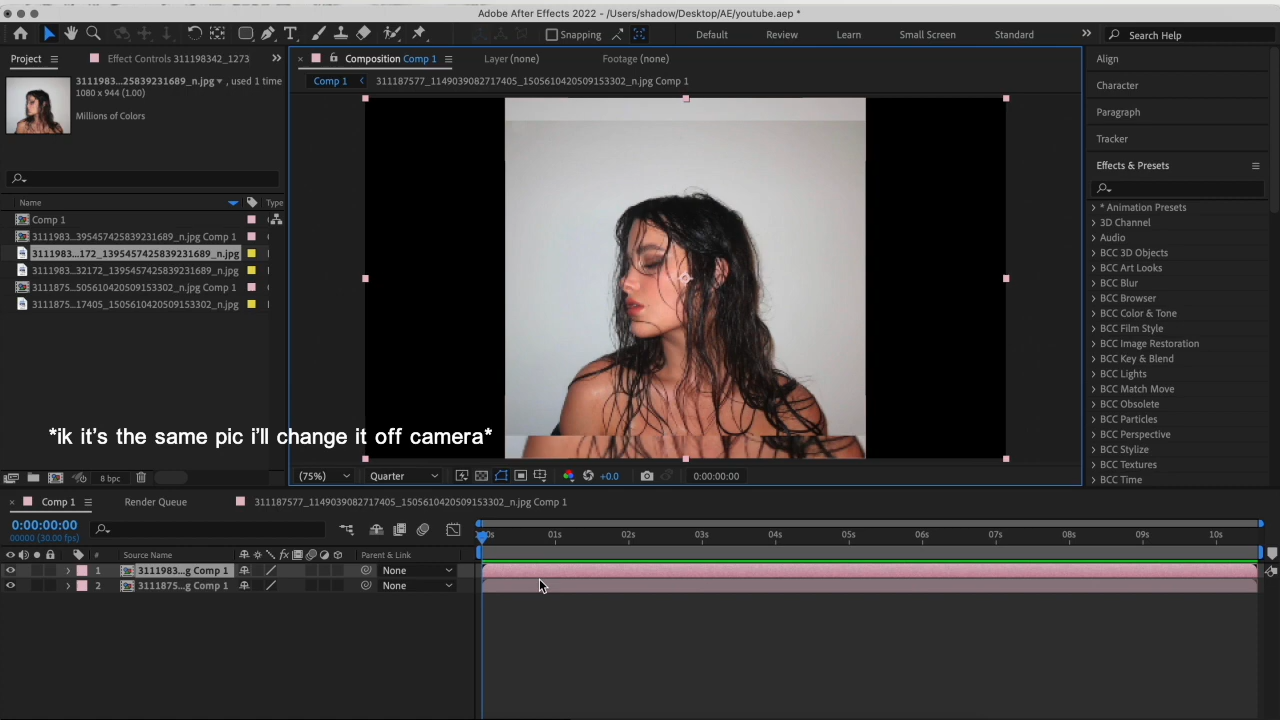 Adobe After Effects 2022 - /Users/shadow/Desktop/AE/youtube.aep *
Snapping
Default
Review
Learn
Small Screen
Standard
Search Help
Project
Effect Controls 311198342_1273
Composition Comp 1
Layer (none)
Footage (none)
3111983...25839231689_n.jpg , used 1 time
1080 x 944 (1.00)
Millions of Colors
Comp 1
311187577_1149039082717405_1505610420509153302_n.jpg Comp 1
Align
Character
Paragraph
Tracker
Effects & Presets
Name
Type
Comp 1
3111983...395457425839231689_n.jpg Comp 1
3111983...172_1395457425839231689_n.jpg
3111983...32172_1395457425839231689_n.jpg
3111875...505610420509153302_n.jpg Comp 1
3111875...17405_1505610420509153302_n.jpg
* Animation Presets
3D Channel
Audio
BCC 3D Objects
BCC Art Looks
BCC Blur
BCC Browser
BCC Color & Tone
BCC Film Style
BCC Image Restoration
BCC Key & Blend
BCC Lights
BCC Match Move
BCC Obsolete
BCC Particles
BCC Perspective
BCC Stylize
BCC Textures
BCC Time
*ik it's the same pic i'll change it off camera*
8 bpc
(75%)
Quarter
+0.0
0:00:00:00
Comp 1
Render Queue
311187577_1149039082717405_1505610420509153302_n.jpg Comp 1
0:00:00:00
00000 (30.00 fps)
01s
02s
03s
04s
05s
06s
07s
08s
09s
10s
#
Source Name
Parent & Link
1
3111983...g Comp 1
None
2
3111875...g Comp 1
None